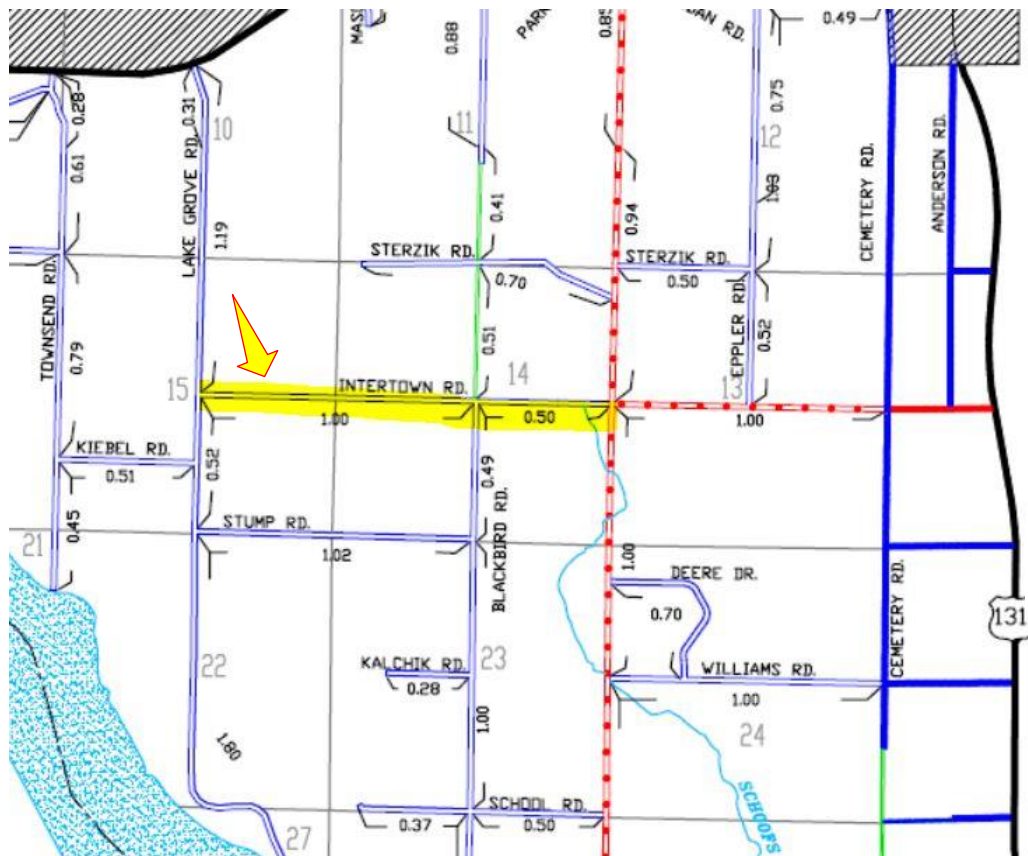 MAS
0.88
PARK
0.85
DAN RD.
0.49
0.28
0.31
10
11
0.75
12
0.61
LAKE GROVE RD.
1.19
0.41
0.94
CEMETERY RD.
ANDERSON RD.
STERZIK RD.
0.70
STERZIK RD.
0.50
TOWNSEND RD.
0.79
0.51
EPPLER RD.
0.52
15
INTERTOWN RD.
14
13
1.00
0.50
1.00
KIEBEL RD.
0.51
0.52
0.49
BLACKBIRD RD.
STUMP RD.
1.02
0.45
21
1.00
DEERE DR.
0.70
CEMETERY RD.
131
22
KALCHIK RD.
0.28
23
WILLIAMS RD.
1.00
1.00
24
1.80
SCHOOL RD.
0.37
0.50
SCHOOFS
27